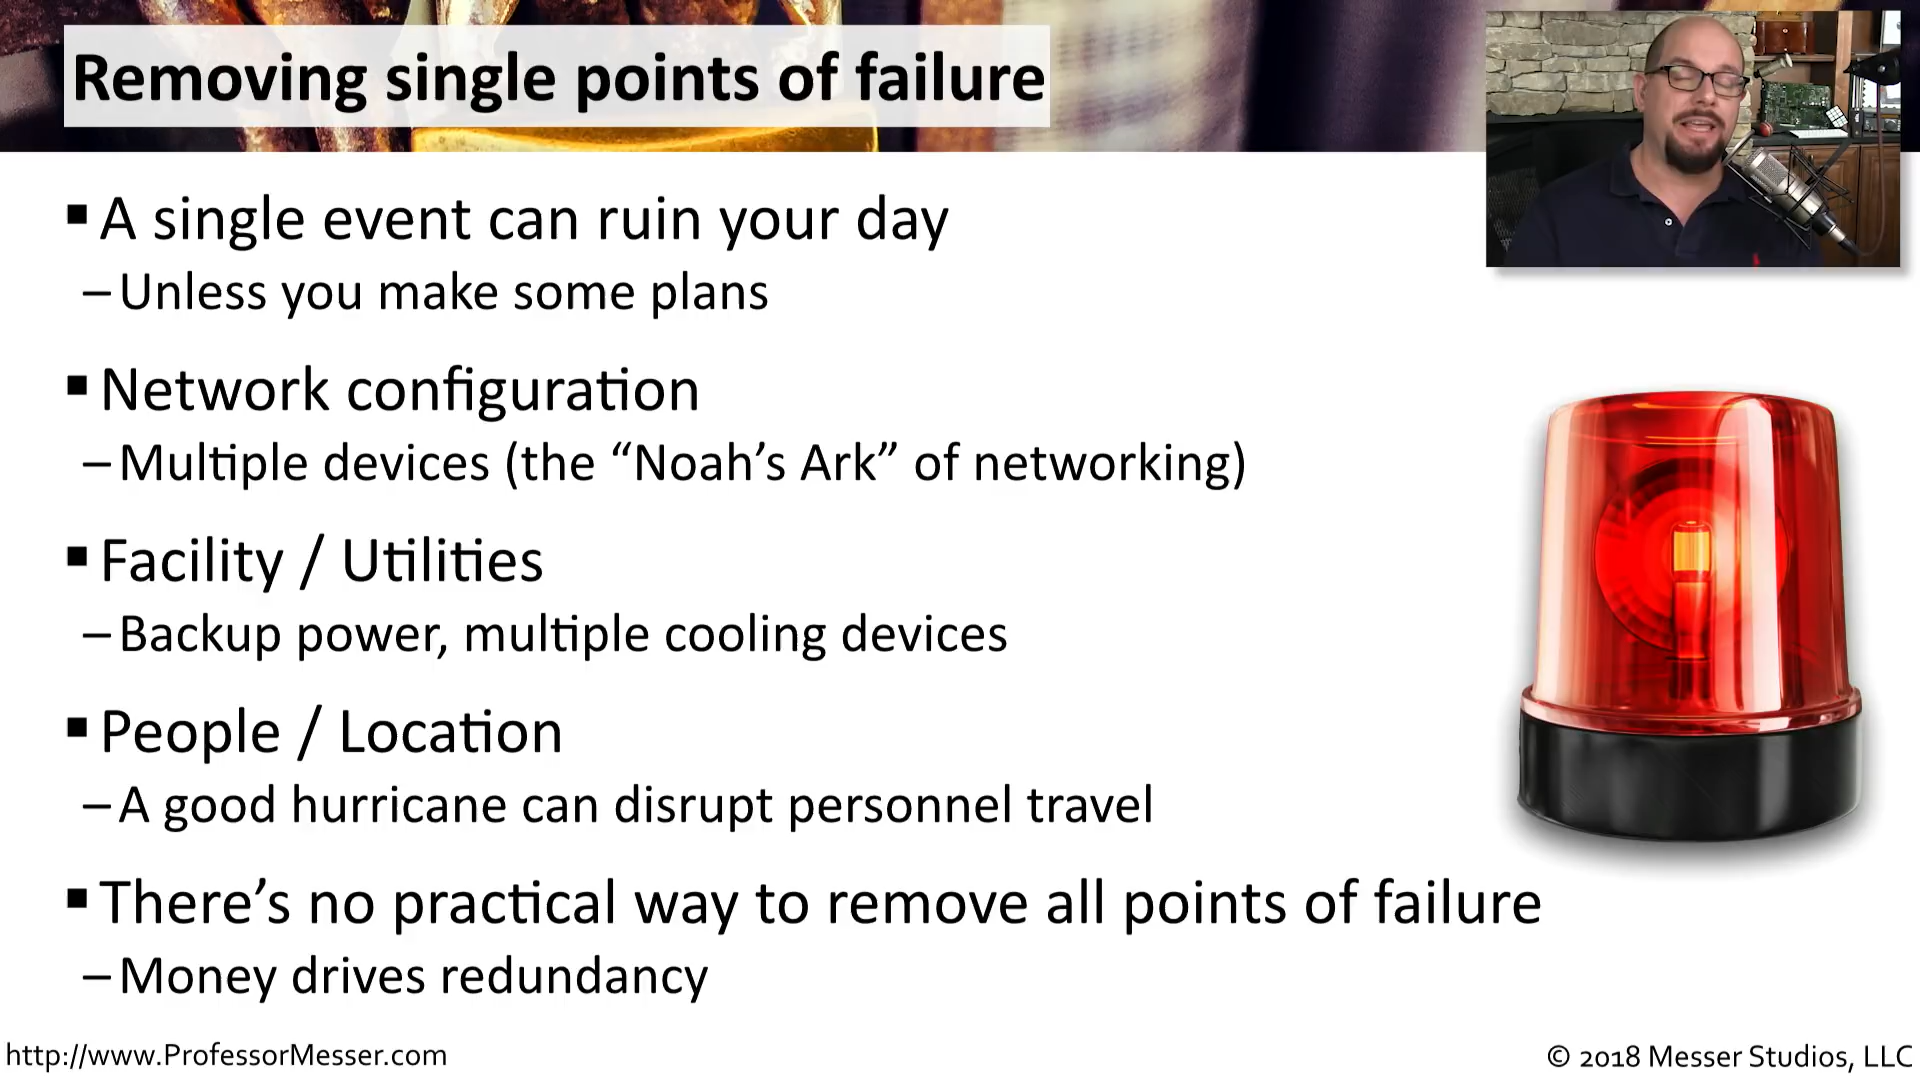 Removing single points of failure
▪ A single event can ruin your day
– Unless you make some plans
▪ Network configuration
– Multiple devices (the “Noah’s Ark” of networking)
▪ Facility / Utilities
– Backup power, multiple cooling devices
▪ People / Location
– A good hurricane can disrupt personnel travel
▪ There’s no practical way to remove all points of failure
– Money drives redundancy
http://www.ProfessorMesser.com
© 2018 Messer Studios, LLC